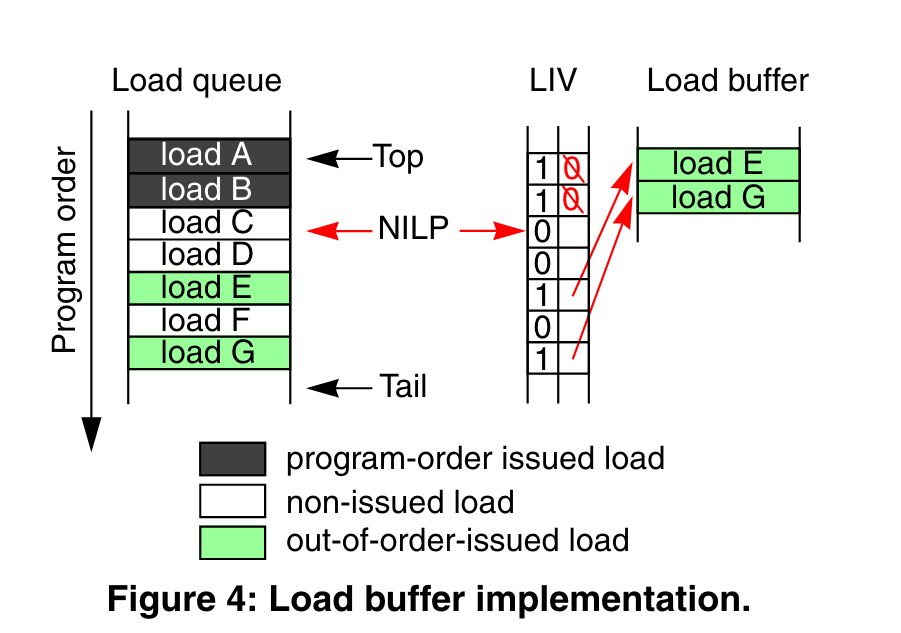 Load queue
LIV
Load buffer
Program order
load A
load B
load C
load D
load E
load F
load G
Top
NILP
Tail
1 0
1 0
0
0
1
0
1
load E
load G
program-order issued load
non-issued load
out-of-order-issued load
Figure 4: Load buffer implementation.